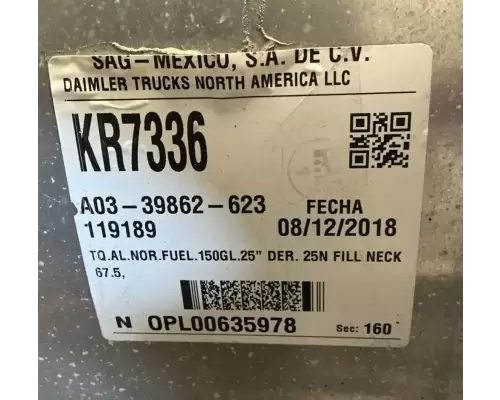 SAG-MEXICO, S.A. DE C.V.
DAIMLER TRUCKS NORTH AMERICA LLC
KR7336
A03-39862-623
FECHA
119189
08/12/2018
TQ.AL.NOR.FUEL.150GL.25" DER. 25N FILL NECK
67.5,
N OPL00635978
Sec: 160